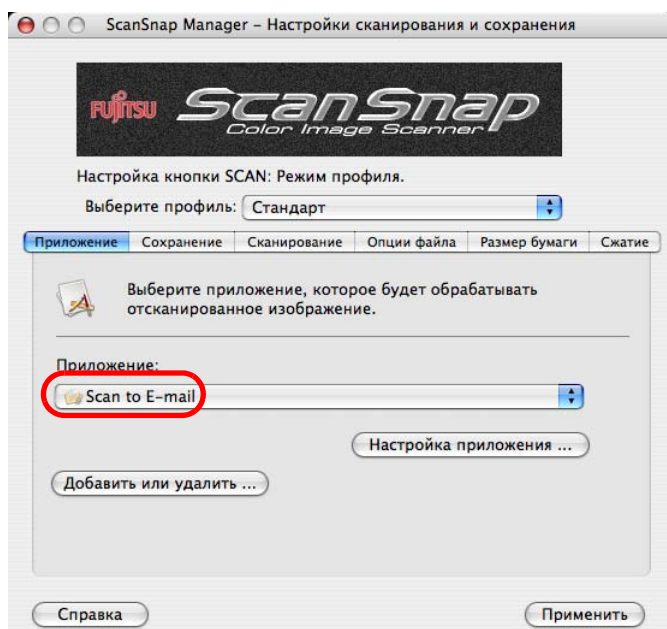 ScanSnap Manager – Настройки сканирования и сохранения
FUJITSU ScanSnap
Color Image Scanner
Настройка кнопки SCAN: Режим профиля.
Выберите профиль: Стандарт
Приложение Сохранение Сканирование Опции файла Размер бумаги Сжатие
Выберите приложение, которое будет обрабатывать
отсканированное изображение.
Приложение:
Scan to E-mail
Настройка приложения ...
Добавить или удалить ...
Справка Применить